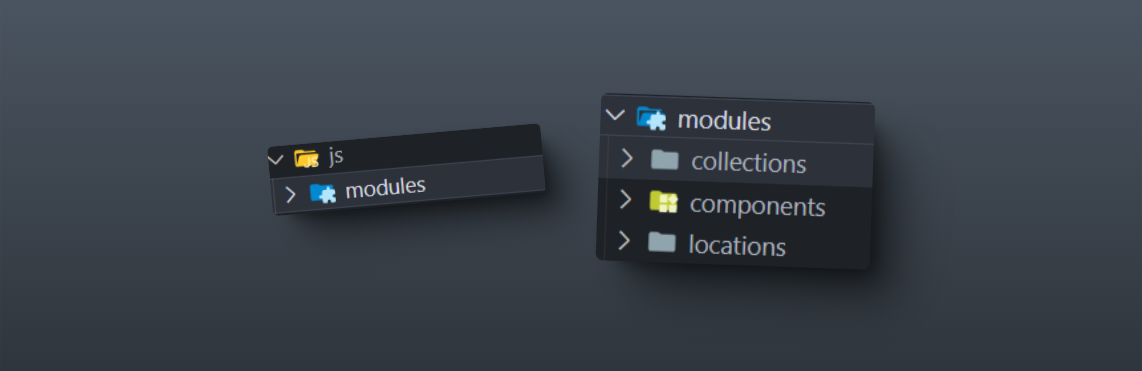 js
modules
modules
collections
components
locations